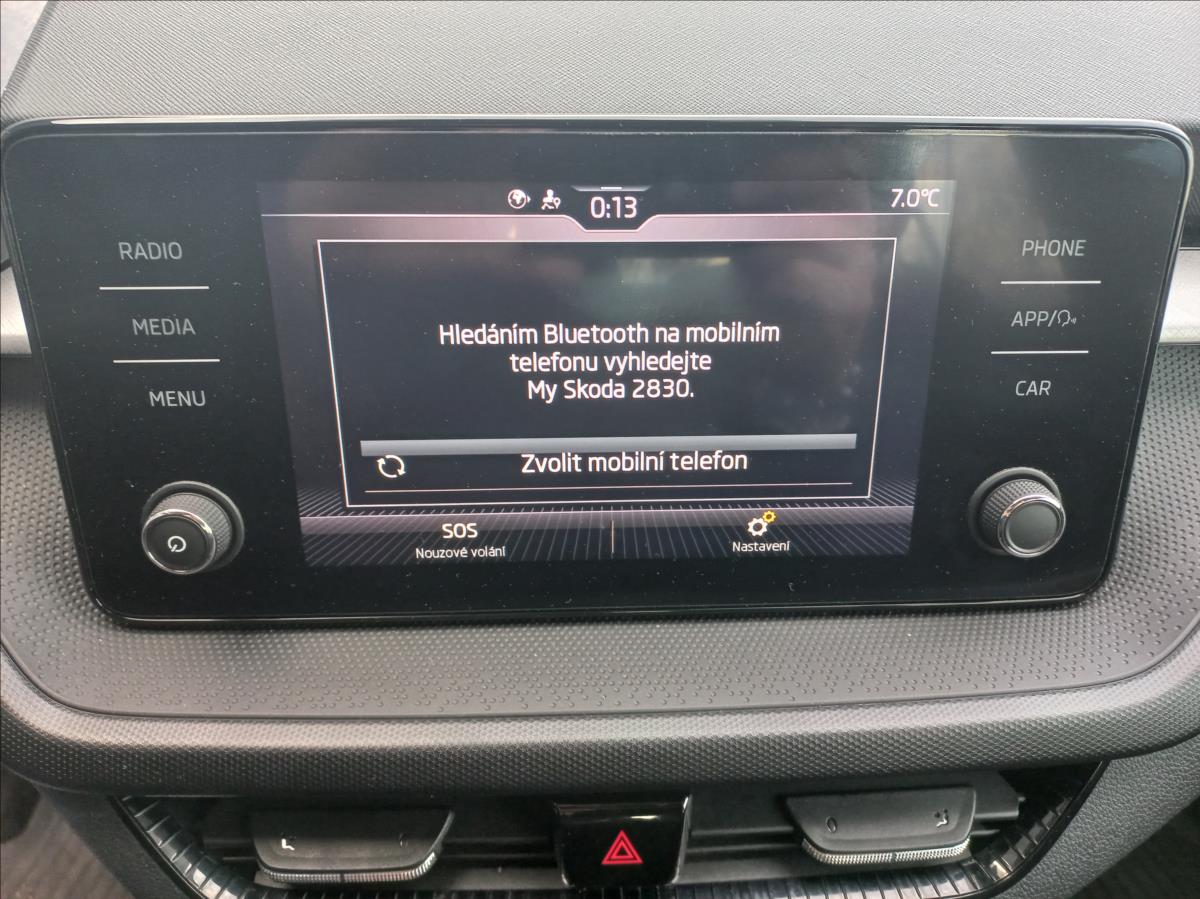 0:13
7.0°C
RADIO
MEDIA
MENU
Hledáním Bluetooth na mobilním
telefonu vyhledejte
My Skoda 2830.
Zvolit mobilní telefon
SOS
Nouzové volání
Nastavení
PHONE
APP/
CAR